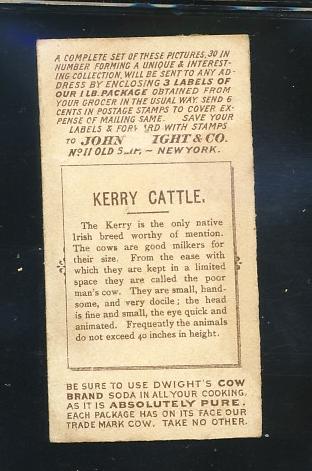 A COMPLETE SET OF THESE PICTURES, 30 IN
NUMBER FORMING A UNIQUE & INTEREST-
ING COLLECTION, WILL BE SENT TO ANY AD-
DRESS BY ENCLOSING 3 LABELS OF
OUR 1 LB. PACKAGE OBTAINED FROM
YOUR GROCER IN THE USUAL WAY. SEND 6
CENTS IN POSTAGE STAMPS TO COVER EX-
PENSE OF MAILING SAME. SAVE YOUR
LABELS & FORWARD WITH STAMPS
TO JOHN IGHT & CO.
No 11 OLD ~ NEW YORK.
KERRY CATTLE.
The Kerry is the only native
Irish breed worthy of mention.
The cows are good milkers for
their size. From the ease with
which they are kept in a limited
space they are called the poor
man's cow. They are small, hand-
some, and very docile; the head
is fine and small, the eye quick and
animated. Frequently the animals
do not exceed 40 inches in height.
BE SURE TO USE DWIGHT'S COW
BRAND SODA IN ALL YOUR COOKING,
AS IT IS ABSOLUTELY PURE.
EACH PACKAGE HAS ON ITS FACE OUR
TRADE MARK COW. TAKE NO OTHER.